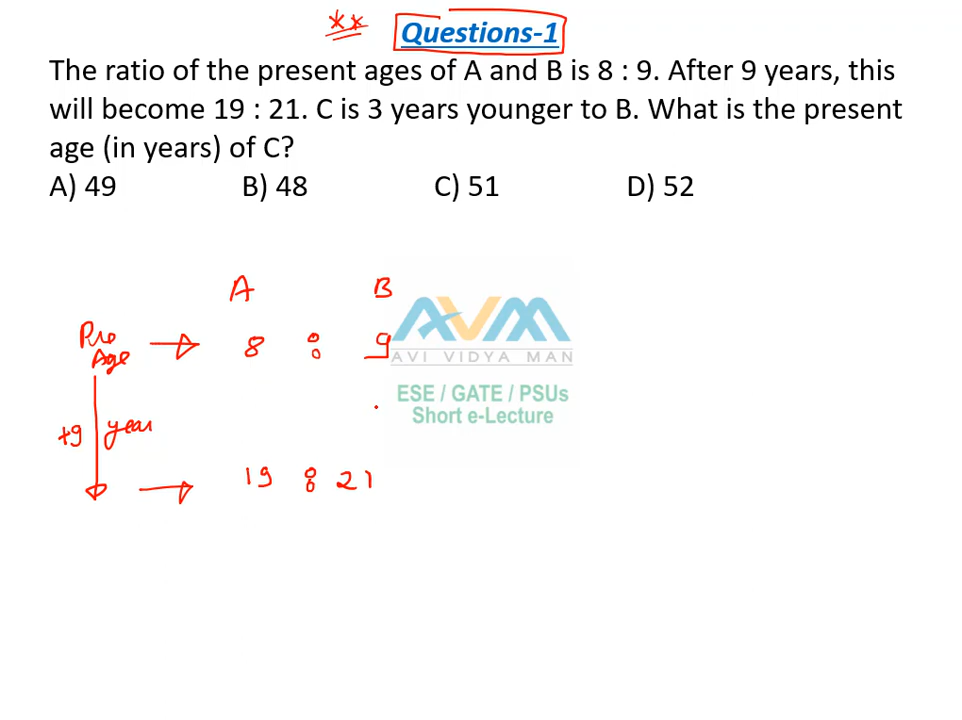 **
Questions-1
The ratio of the present ages of A and B is 8 : 9. After 9 years, this
will become 19 : 21. C is 3 years younger to B. What is the present
age (in years) of C?
A) 49 B) 48 C) 51 D) 52
A B
Pre
Age 8 : 9
AVM
AVI VIDYA MAN
ESE / GATE / PSUs
Short e-Lecture
+9 year
19 : 21